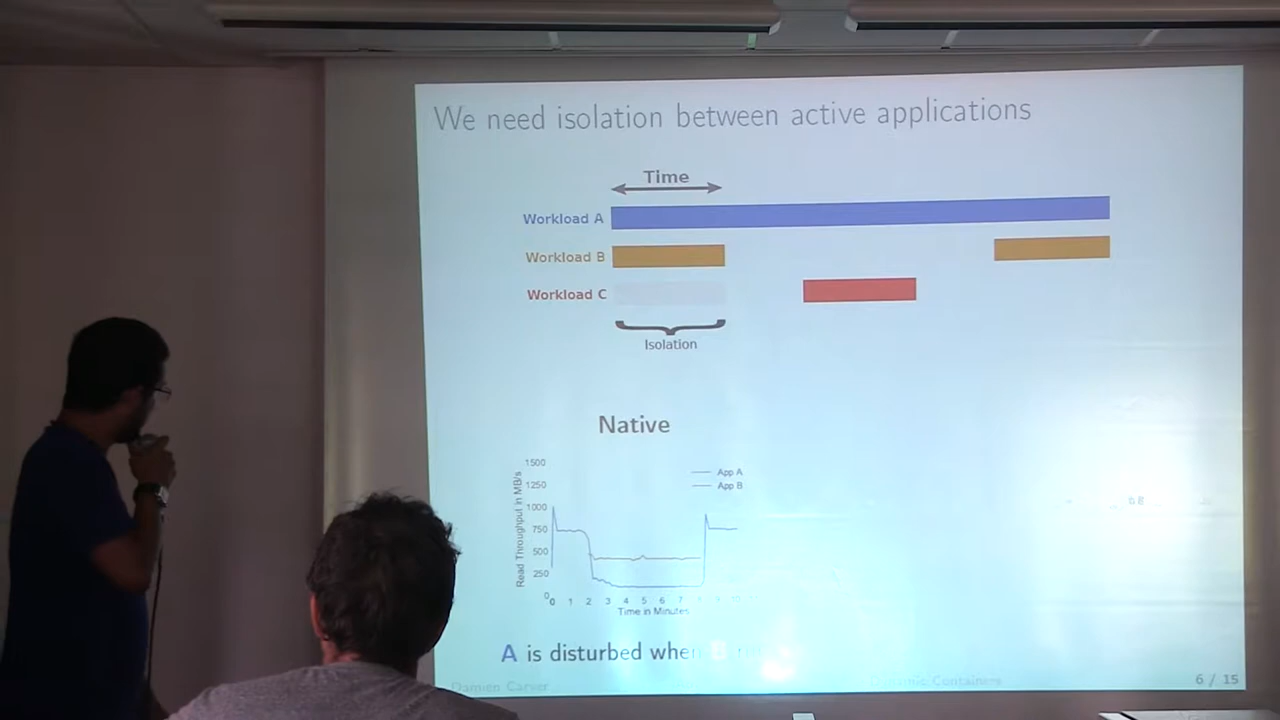 We need isolation between active applications
Time
Workload A
Workload B
Workload C
Isolation
Native
1500
1250
1000
750
500
250
0
Read Throughput in MB/s
App A
App B
0 1 2 3 4 5 6 7 8 9 10
Time in Minutes
A is disturbed when B
Damien Carver
Dynamic Containers
6 / 15